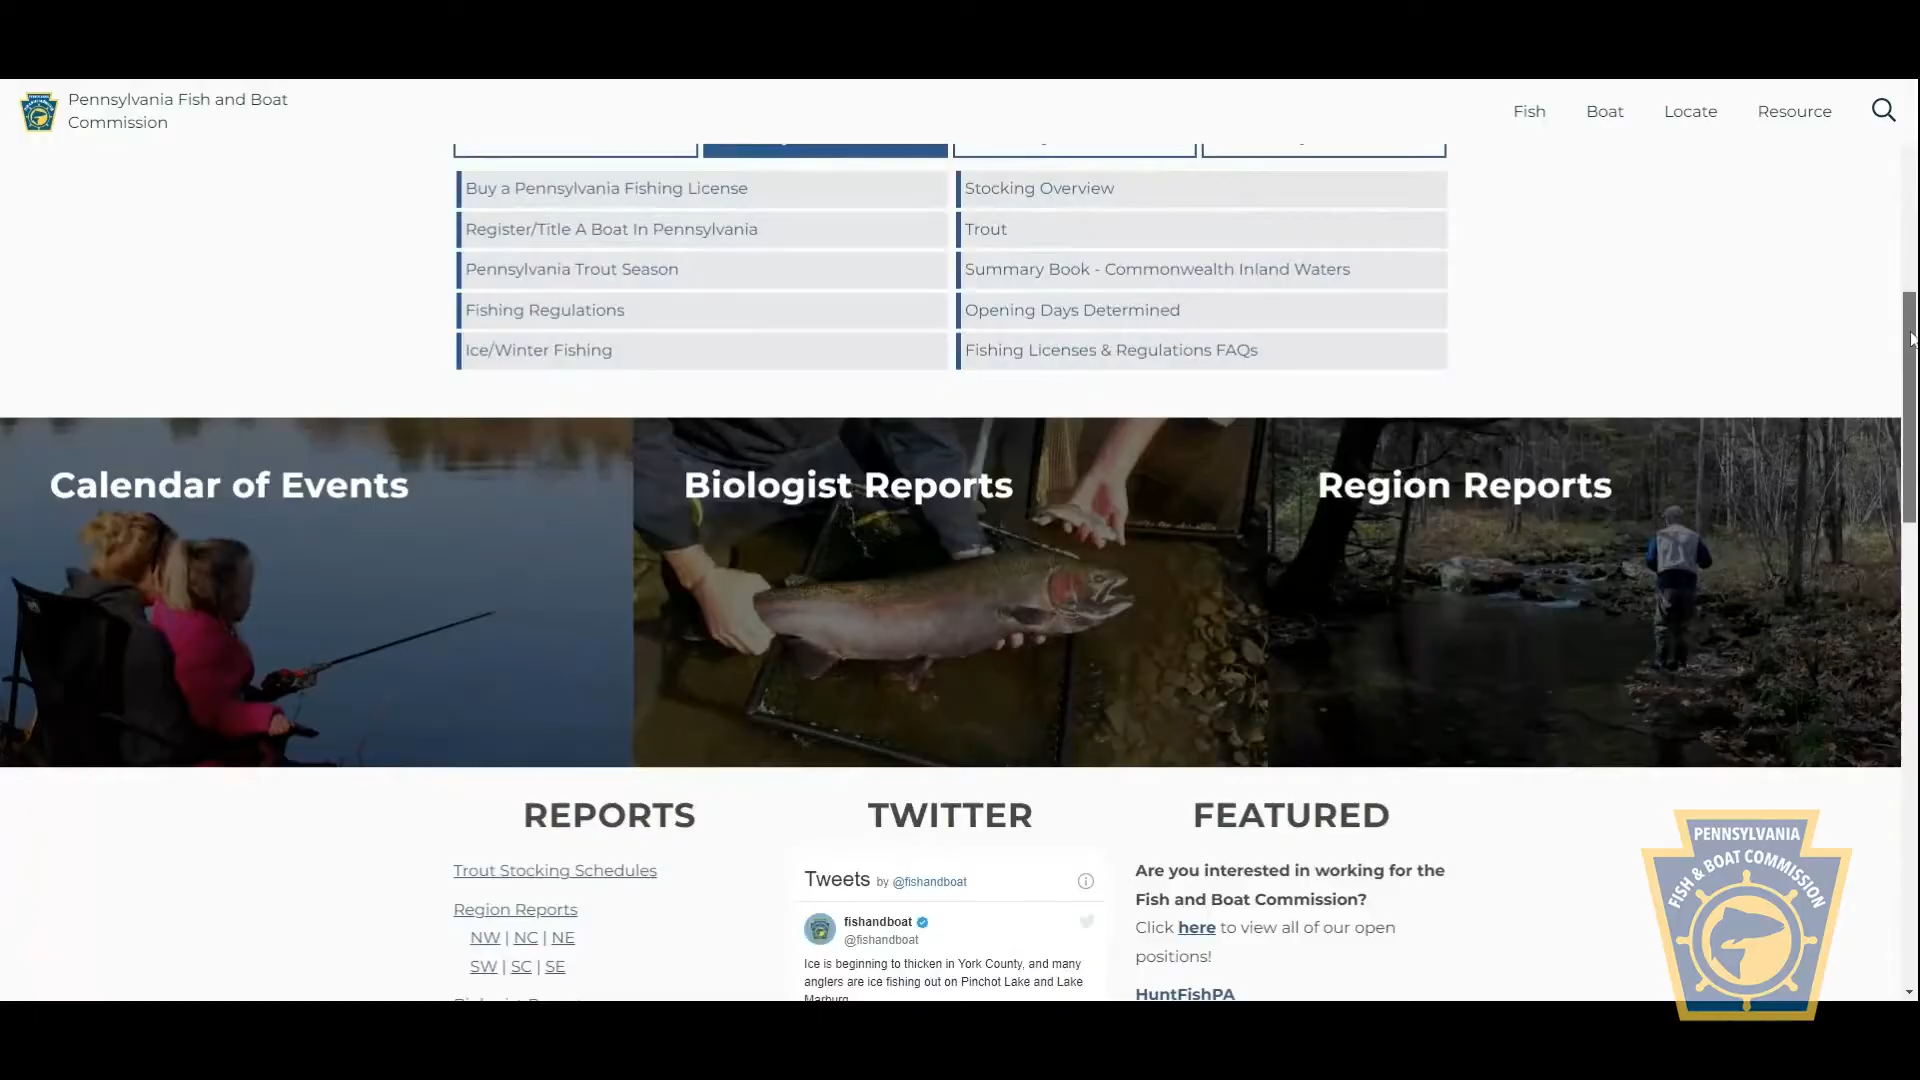 Pennsylvania Fish and Boat
Commission
Fish
Boat
Locate
Resource
Buy a Pennsylvania Fishing License
Register/Title A Boat In Pennsylvania
Pennsylvania Trout Season
Fishing Regulations
Ice/Winter Fishing
Stocking Overview
Trout
Summary Book - Commonwealth Inland Waters
Opening Days Determined
Fishing Licenses & Regulations FAQs
Calendar of Events
Biologist Reports
Region Reports
REPORTS
Trout Stocking Schedules
Region Reports
NW | NC | NE
SW | SC | SE
TWITTER
Tweets by @fishandboat
fishandboat
@fishandboat
Ice is beginning to thicken in York County, and many
anglers are ice fishing out on Pinchot Lake and Lake
Marburg
FEATURED
Are you interested in working for the
Fish and Boat Commission?
Click here to view all of our open
positions!
HuntFishPA
PENNSYLVANIA
FISH & BOAT COMMISSION